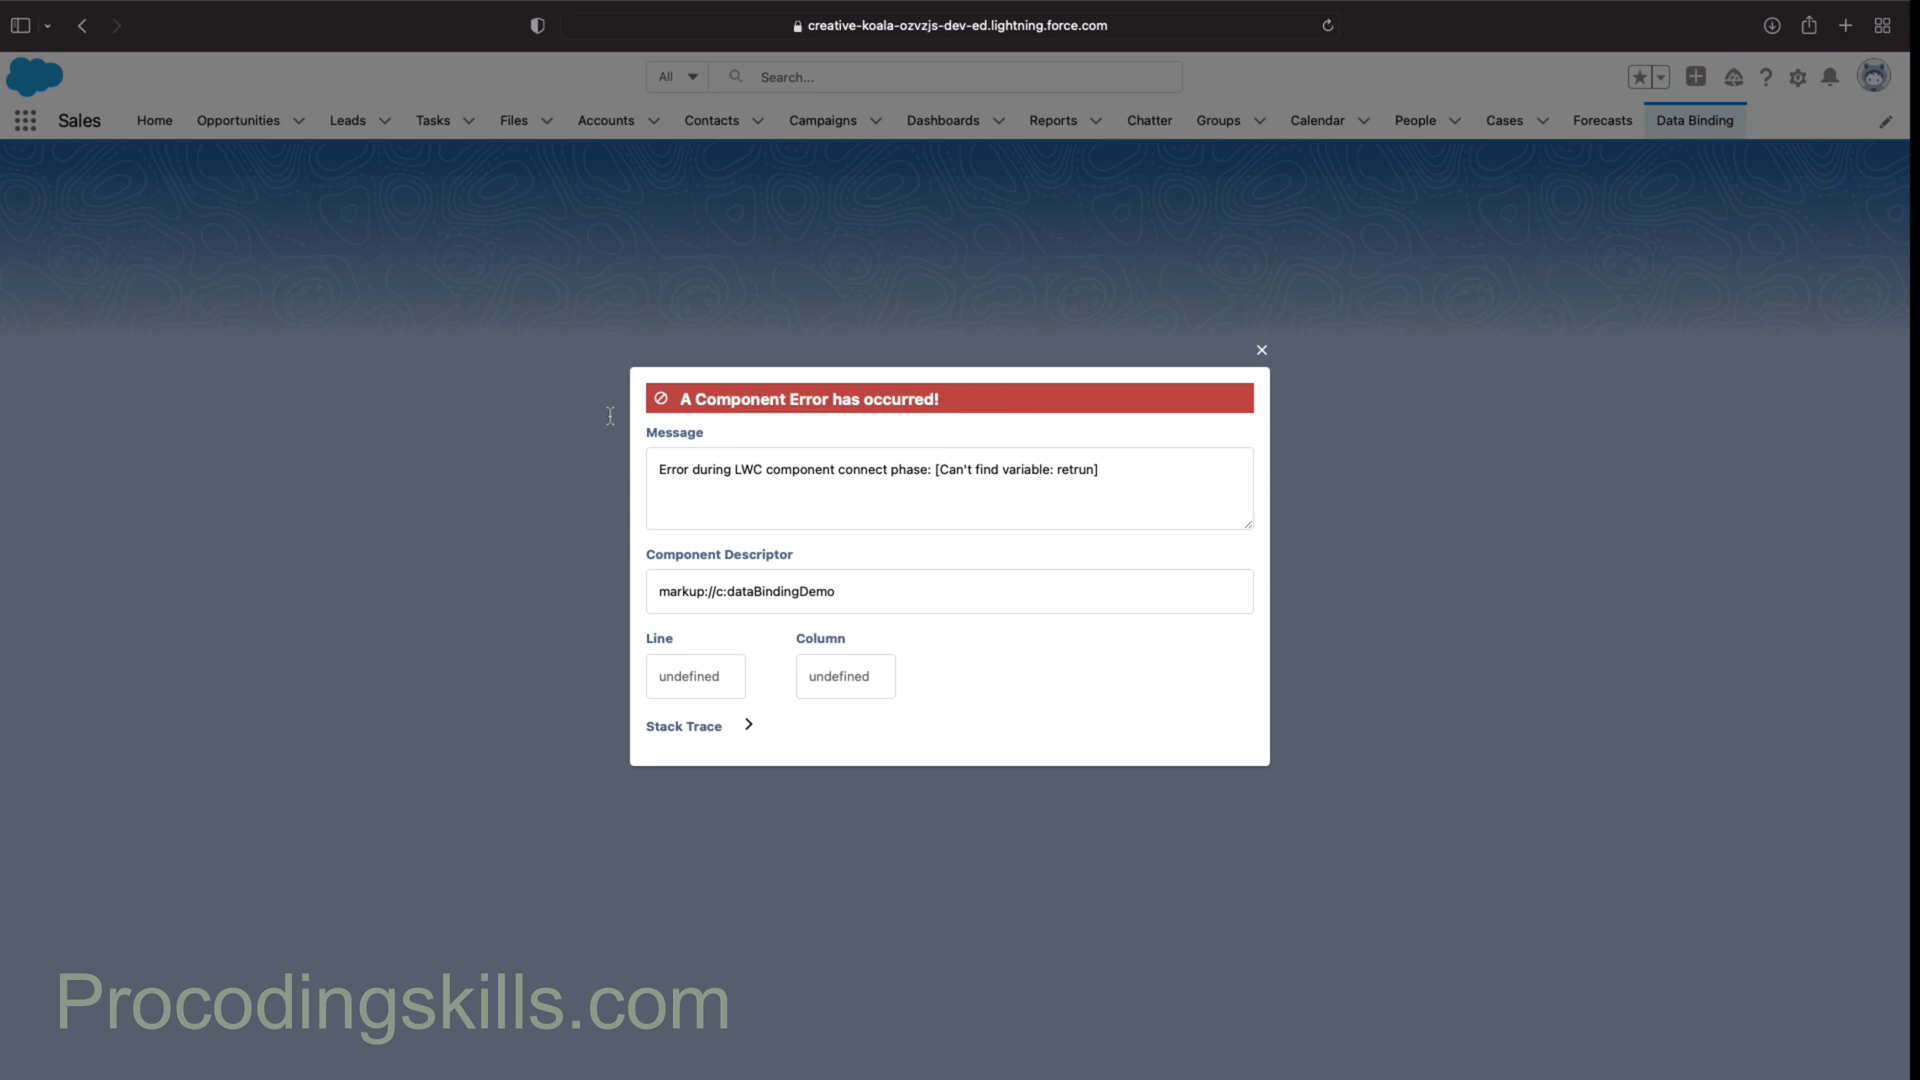 creative-koala-ozvzjs-dev-ed.lightning.force.com
All Search...
Sales Home Opportunities Leads Tasks Files Accounts Contacts Campaigns Dashboards Reports Chatter Groups Calendar People Cases Forecasts Data Binding
A Component Error has occurred!
Message
Error during LWC component connect phase: [Can't find variable: retrun]
Component Descriptor
markup://c:dataBindingDemo
Line Column
undefined undefined
Stack Trace
Procodingskills.com